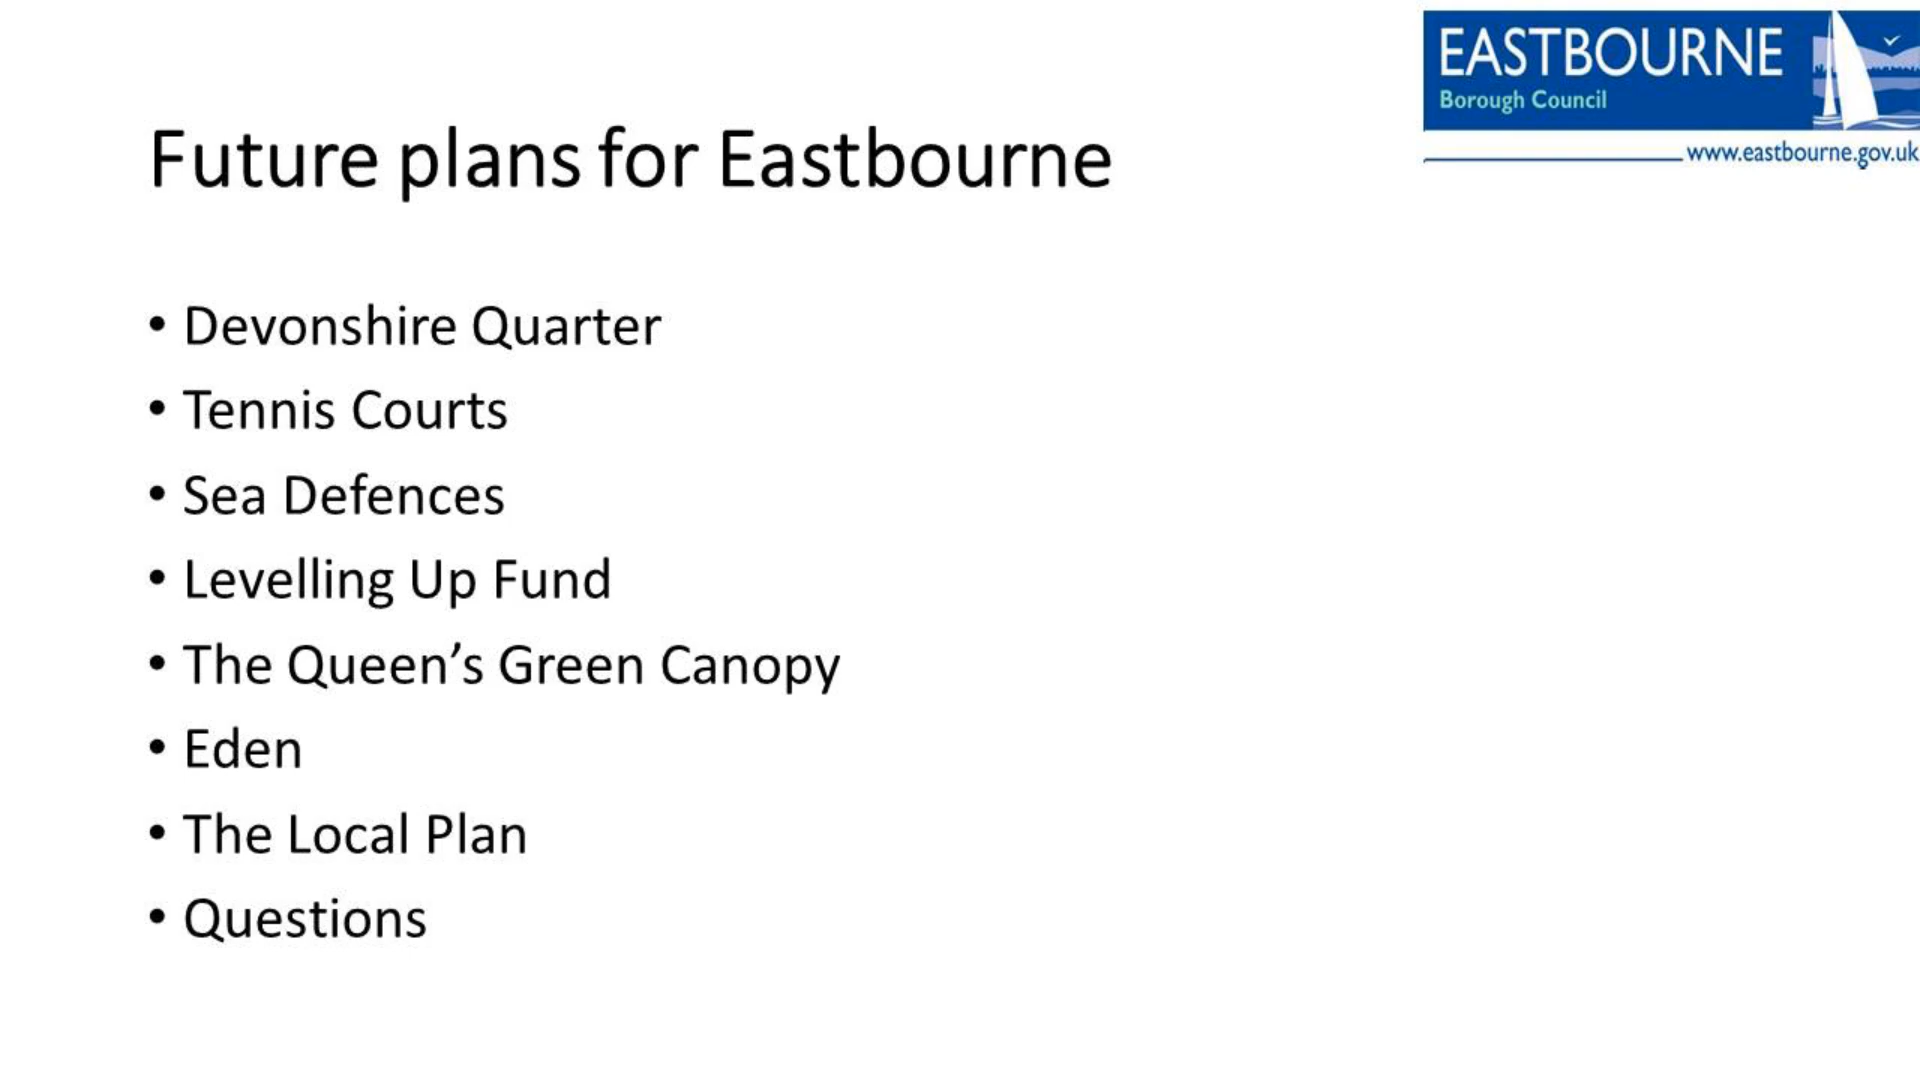 EASTBOURNE
Borough Council
www.eastbourne.gov.uk
Future plans for Eastbourne
• Devonshire Quarter
• Tennis Courts
• Sea Defences
• Levelling Up Fund
• The Queen’s Green Canopy
• Eden
• The Local Plan
• Questions